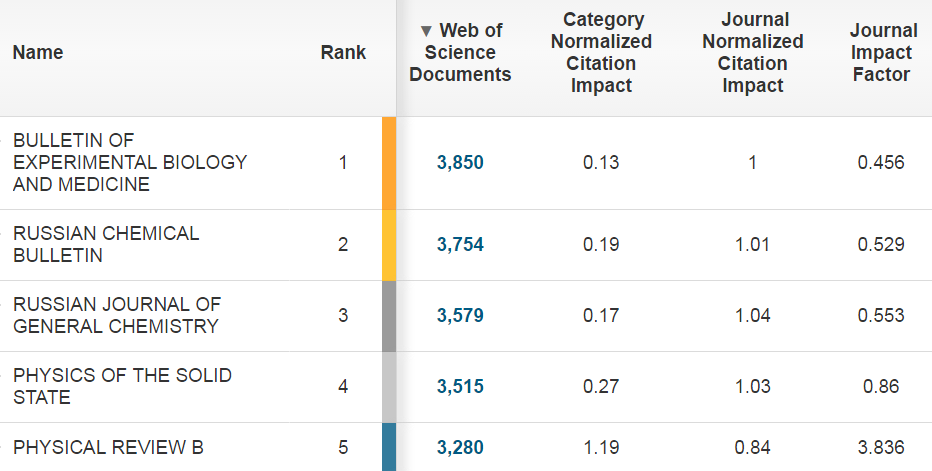 Name
Rank
▼ Web of
Science
Documents
Category
Normalized
Citation
Impact
Journal
Normalized
Citation
Impact
Journal
Impact
Factor
BULLETIN OF
EXPERIMENTAL BIOLOGY
AND MEDICINE
1
3,850
0.13
1
0.456
RUSSIAN CHEMICAL
BULLETIN
2
3,754
0.19
1.01
0.529
RUSSIAN JOURNAL OF
GENERAL CHEMISTRY
3
3,579
0.17
1.04
0.553
PHYSICS OF THE SOLID
STATE
4
3,515
0.27
1.03
0.86
PHYSICAL REVIEW B
5
3,280
1.19
0.84
3.836